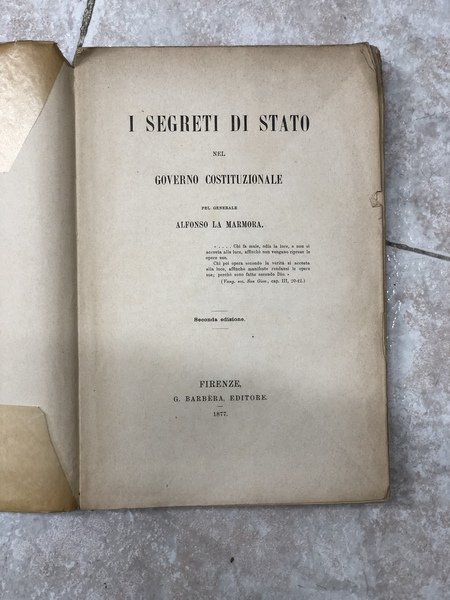 I SEGRETI DI STATO
NEL
GOVERNO COSTITUZIONALE
PEL GENERALE
ALFONSO LA MARMORA.
« .... Chi fa male, odia la luce, e non si
accosta alla luce, affinchè non vengano riprese le
opere sue.
Chi poi opera secondo la verità si accosta
alla luce, affinchè manifeste rendansi le opere
sue; perchè sono fatte secondo Dio. »
(Vang. sec. San Giov., cap. III, 20-21.)
Seconda edizione.
FIRENZE,
G. BARBÈRA, EDITORE.
1877.